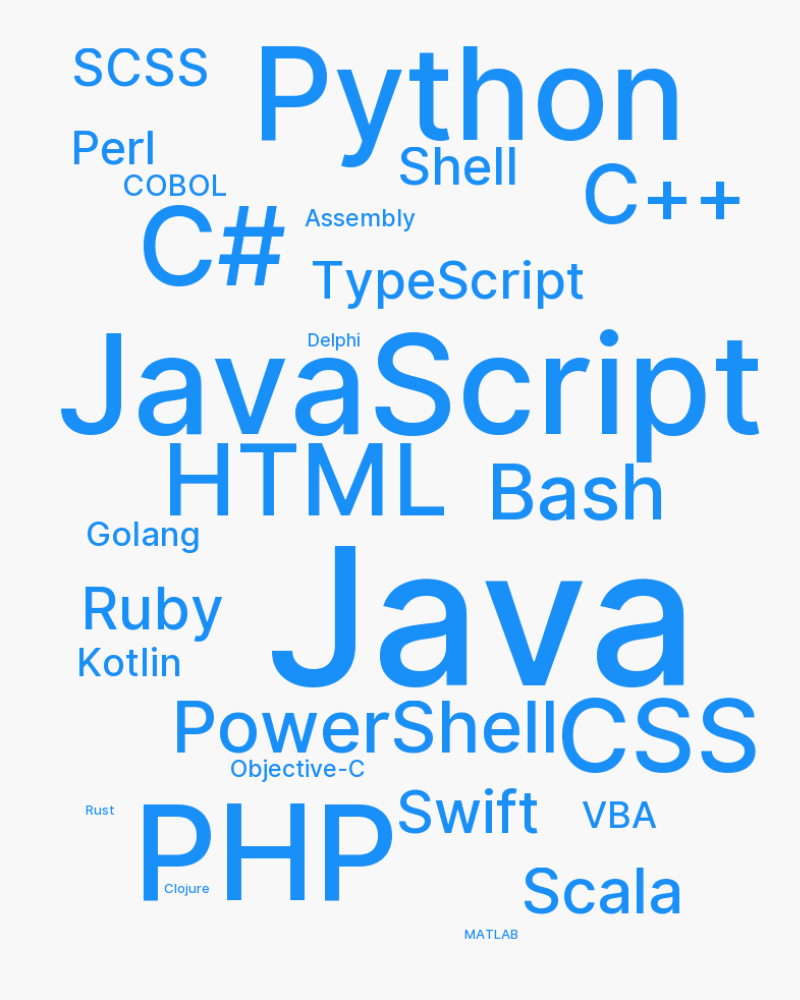 SCSS
Python
Perl
Shell
COBOL
C++
C#
Assembly
TypeScript
Delphi
JavaScript
HTML
Bash
Golang
Java
Ruby
Kotlin
PowerShell
CSS
Objective-C
Rust
PHP
Swift
VBA
Clojure
Scala
MATLAB